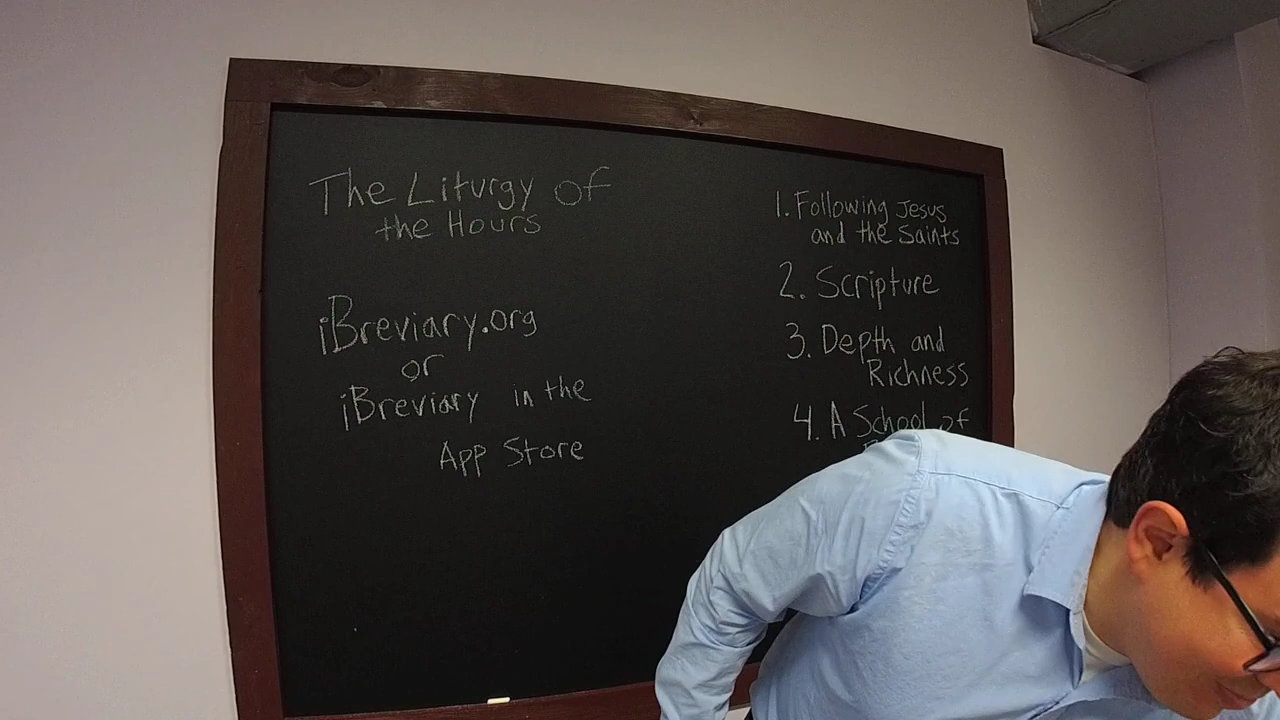 The Liturgy of
the Hours
iBreviary.org
or
iBreviary in the
App Store
1. Following Jesus
and the Saints
2. Scripture
3. Depth and
Richness
4. A School of